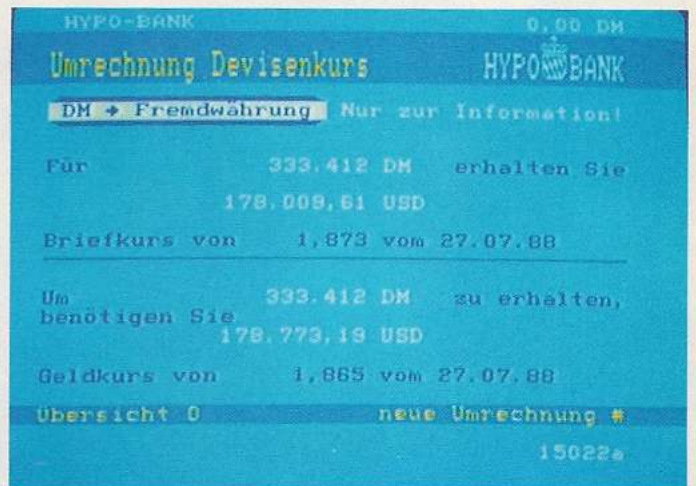 HYPO-BANK 0,00 DM
Umrechnung Devisenkurs HYPO BANK
DM → Fremdwährung Nur zur Information!
Für 333.412 DM erhalten Sie
178.009,61 USD
Briefkurs von 1,873 vom 27.07.88
Um 333.412 DM zu erhalten,
benötigen Sie
178.773,19 USD
Geldkurs von 1,865 vom 27.07.88
Übersicht 0 neue Umrechnung #
15022a